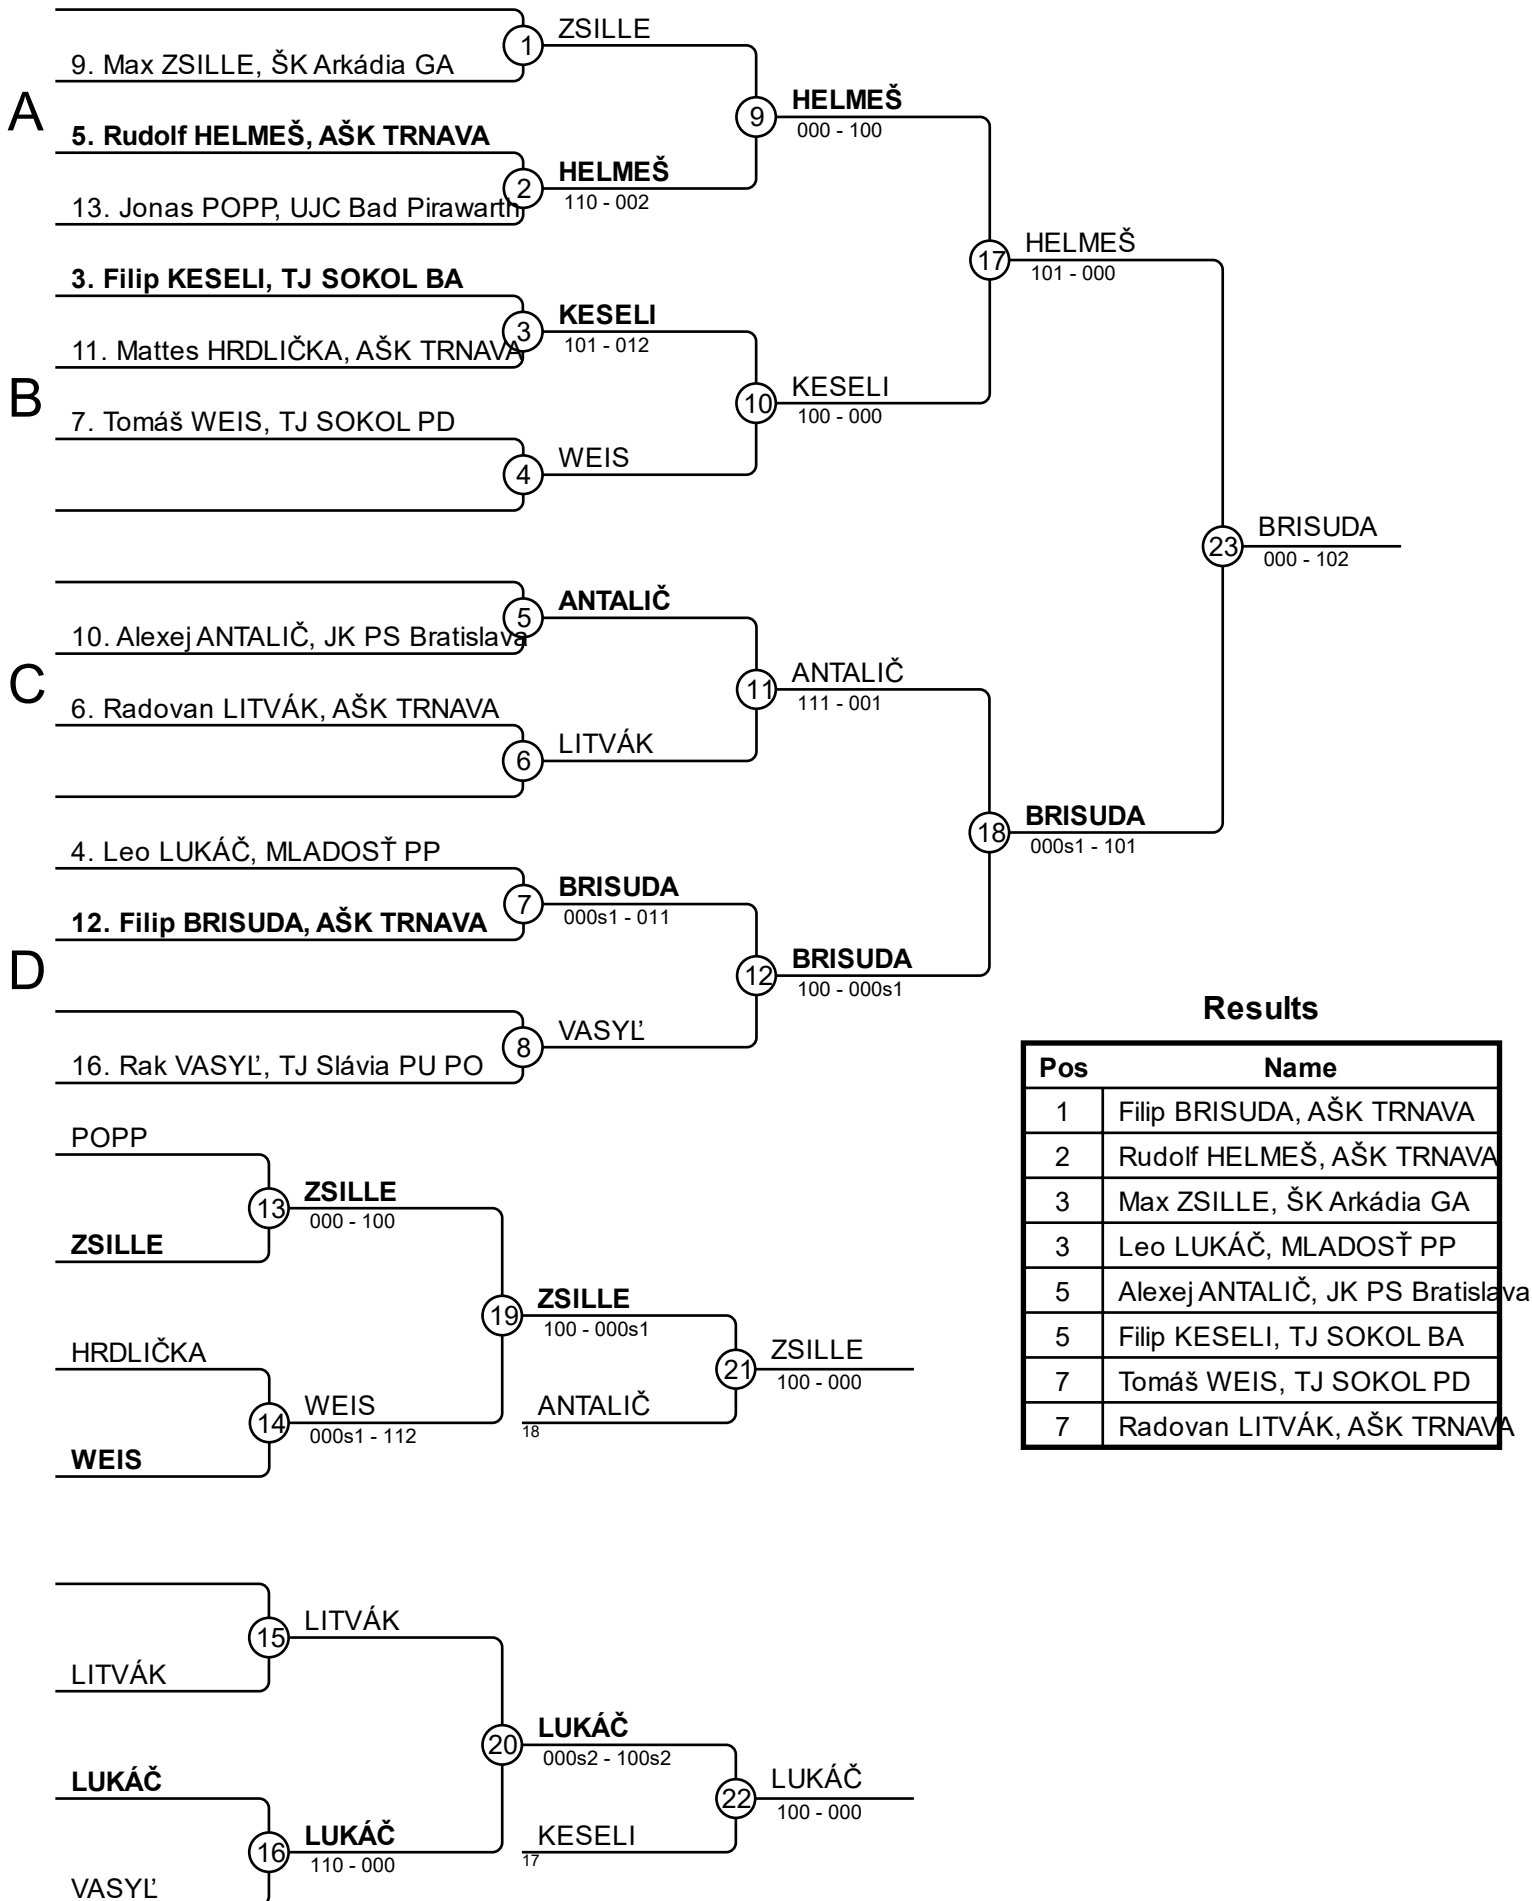 1
ZSILLE
9. Max ZSILLE, ŠK Arkádia GA
A
9
HELMEŠ
000 - 100
5. Rudolf HELMEŠ, AŠK TRNAVA
2
HELMEŠ
110 - 002
13. Jonas POPP, UJC Bad Pirawarth
17
HELMEŠ
101 - 000
3. Filip KESELI, TJ SOKOL BA
3
KESELI
101 - 012
11. Mattes HRDLIČKA, AŠK TRNAVA
B
10
KESELI
100 - 000
7. Tomáš WEIS, TJ SOKOL PD
4
WEIS
23
BRISUDA
000 - 102
5
ANTALIČ
10. Alexej ANTALIČ, JK PS Bratislava
C
11
ANTALIČ
111 - 001
6. Radovan LITVÁK, AŠK TRNAVA
6
LITVÁK
18
BRISUDA
000s1 - 101
4. Leo LUKÁČ, MLADOSŤ PP
7
BRISUDA
000s1 - 011
12. Filip BRISUDA, AŠK TRNAVA
D
12
BRISUDA
100 - 000s1
8
VASYĽ
16. Rak VASYĽ, TJ Slávia PU PO
POPP
13
ZSILLE
000 - 100
ZSILLE
19
ZSILLE
100 - 000s1
HRDLIČKA
14
WEIS
000s1 - 112
WEIS
21
ZSILLE
100 - 000
ANTALIČ
18
15
LITVÁK
LITVÁK
20
LUKÁČ
000s2 - 100s2
LUKÁČ
16
LUKÁČ
110 - 000
VASYĽ
22
LUKÁČ
100 - 000
KESELI
17
Results
Pos Name
1 Filip BRISUDA, AŠK TRNAVA
2 Rudolf HELMEŠ, AŠK TRNAVA
3 Max ZSILLE, ŠK Arkádia GA
3 Leo LUKÁČ, MLADOSŤ PP
5 Alexej ANTALIČ, JK PS Bratislava
5 Filip KESELI, TJ SOKOL BA
7 Tomáš WEIS, TJ SOKOL PD
7 Radovan LITVÁK, AŠK TRNAVA